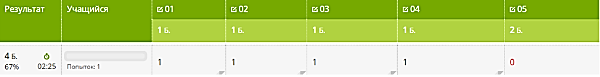 Результат Учащийся 01 02 03 04 05
1 Б. 1 Б. 1 Б. 1 Б. 2 Б.
4 Б. 1 1 1 1 0
67% 02:25 Попыток: 1